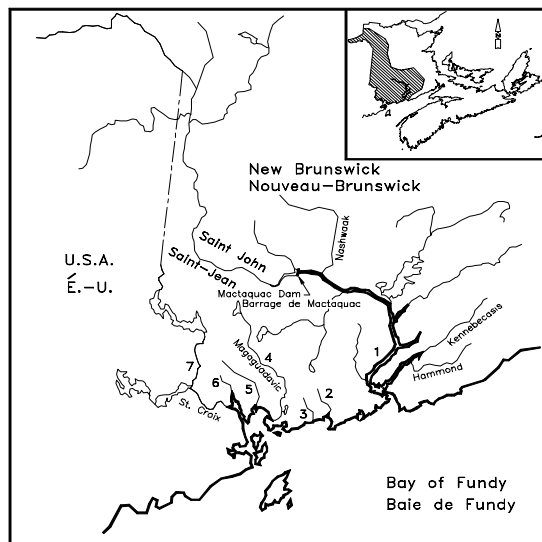 New Brunswick
Nouveau-Brunswick
Nashwaak
Saint John
Saint-Jean
U.S.A.
É.-U.
Mactaquac Dam
Barrage de Mactaquac
Kennebecasis
Hammond
Magaguadavic
1
4
7
6
5
2
3
St. Croix
Bay of Fundy
Baie de Fundy